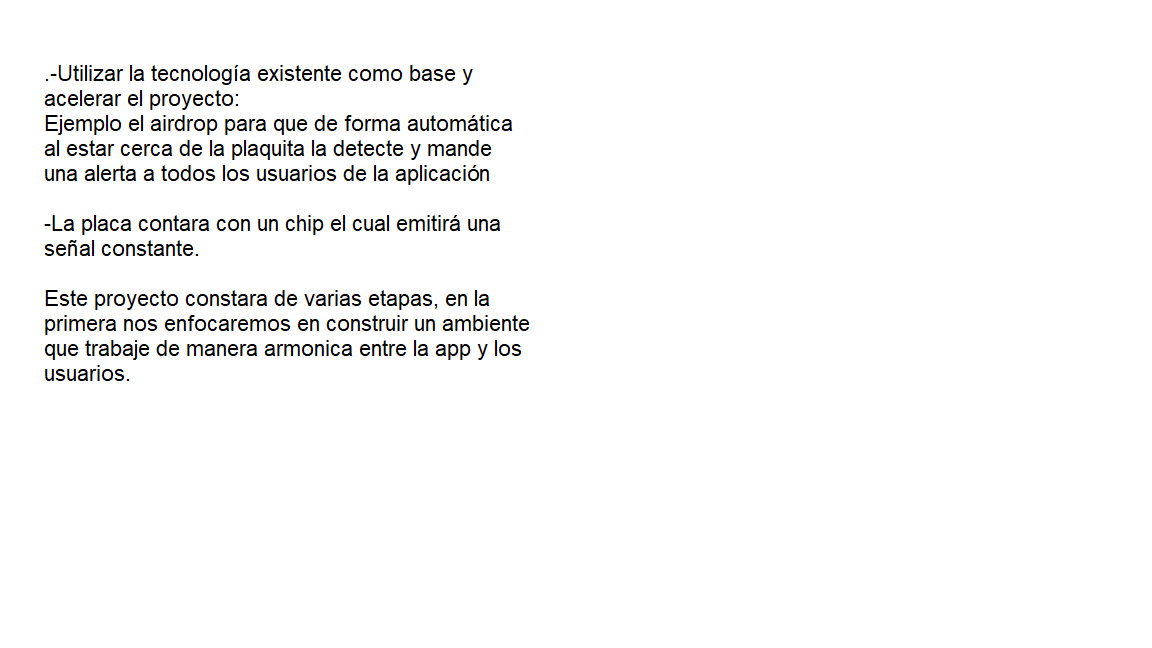 .-Utilizar la tecnología existente como base y
acelerar el proyecto:
Ejemplo el airdrop para que de forma automática
al estar cerca de la plaquita la detecte y mande
una alerta a todos los usuarios de la aplicación
-La placa contara con un chip el cual emitirá una
señal constante.
Este proyecto constara de varias etapas, en la
primera nos enfocaremos en construir un ambiente
que trabaje de manera armonica entre la app y los
usuarios.